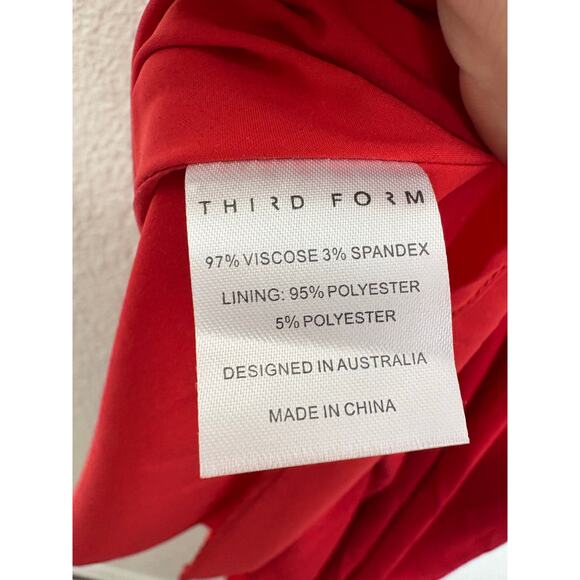 THIRD FORM
97% VISCOSE 3% SPANDEX
LINING: 95% POLYESTER
5% POLYESTER
DESIGNED IN AUSTRALIA
MADE IN CHINA